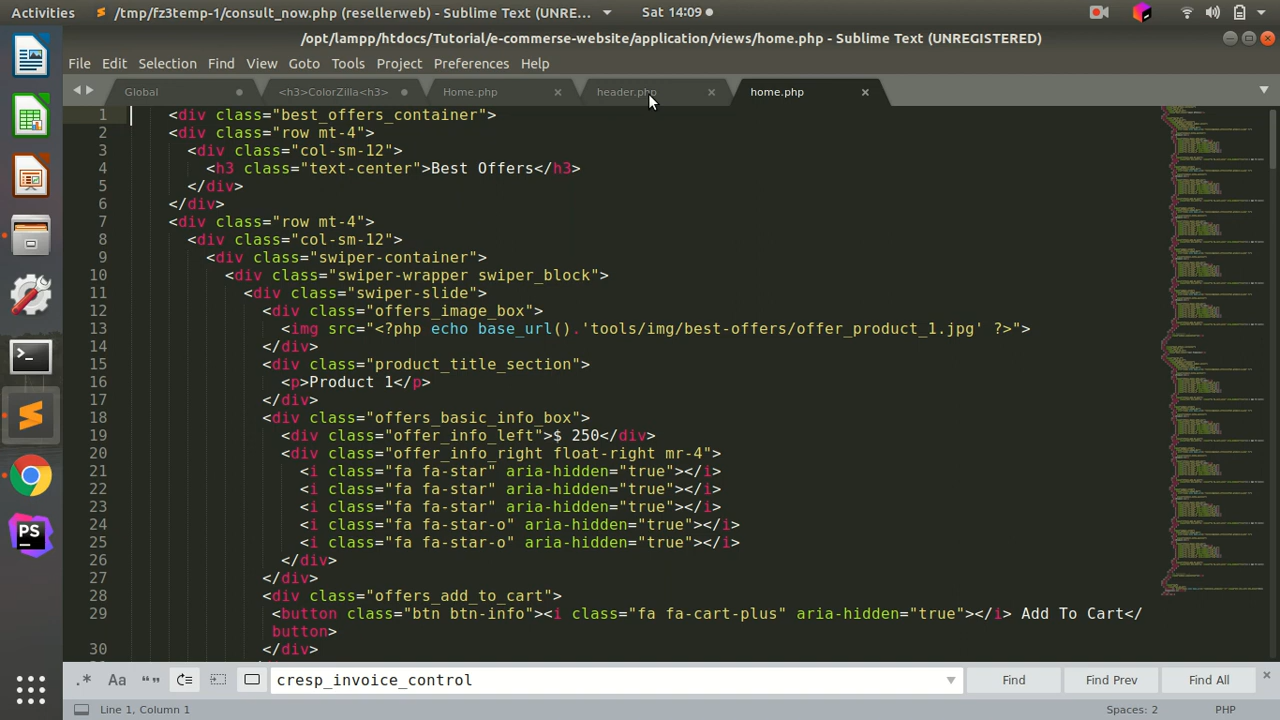 Activities /tmp/fz3temp-1/consult_now.php (resellerweb) - Sublime Text (UNRE... Sat 14:09
/opt/lampp/htdocs/Tutorial/e-commerse-website/application/views/home.php - Sublime Text (UNREGISTERED)
File Edit Selection Find View Goto Tools Project Preferences Help
Global <h3>ColorZilla<h3> Home.php header.php home.php
1 <div class="best_offers_container">
2 <div class="row mt-4">
3 <div class="col-sm-12">
4 <h3 class="text-center">Best Offers</h3>
5 </div>
6 </div>
7 <div class="row mt-4">
8 <div class="col-sm-12">
9 <div class="swiper-container">
10 <div class="swiper-wrapper swiper_block">
11 <div class="swiper-slide">
12 <div class="offers_image_box">
13 <img src="<?php echo base_url().'tools/img/best-offers/offer_product_1.jpg' ?>">
14 </div>
15 <div class="product_title_section">
16 <p>Product 1</p>
17 </div>
18 <div class="offers_basic_info_box">
19 <div class="offer_info_left">$ 250</div>
20 <div class="offer_info_right float-right mr-4">
21 <i class="fa fa-star" aria-hidden="true"></i>
22 <i class="fa fa-star" aria-hidden="true"></i>
23 <i class="fa fa-star" aria-hidden="true"></i>
24 <i class="fa fa-star-o" aria-hidden="true"></i>
25 <i class="fa fa-star-o" aria-hidden="true"></i>
26 </div>
27 </div>
28 <div class="offers_add_to_cart">
29 <button class="btn btn-info"><i class="fa fa-cart-plus" aria-hidden="true"></i> Add To Cart</
button>
30 </div>
.* Aa "" cresp_invoice_control Find Find Prev Find All
Line 1, Column 1 Spaces: 2 PHP
PS